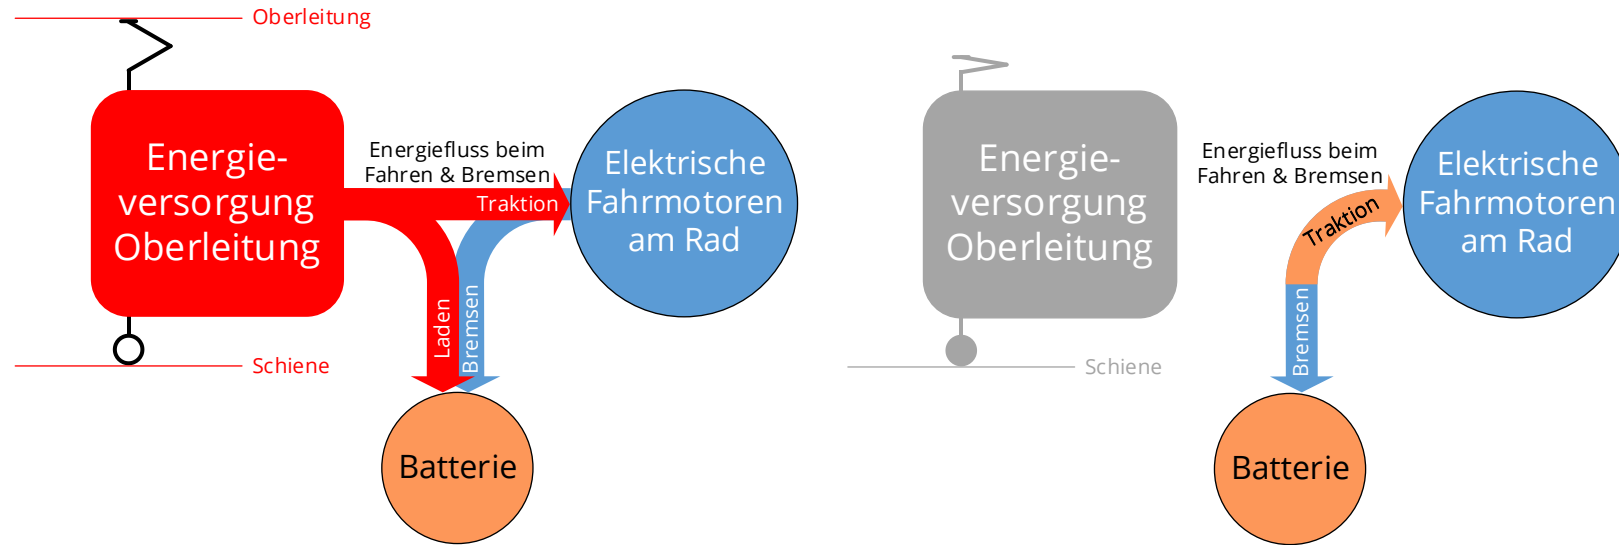 Oberleitung
Energie-
versorgung
Oberleitung
Energiefluss beim
Fahren & Bremsen
Traktion
Elektrische
Fahrmotoren
am Rad
Laden
Bremsen
Schiene
Batterie
Energie-
versorgung
Oberleitung
Energiefluss beim
Fahren & Bremsen
Traktion
Elektrische
Fahrmotoren
am Rad
Bremsen
Schiene
Batterie